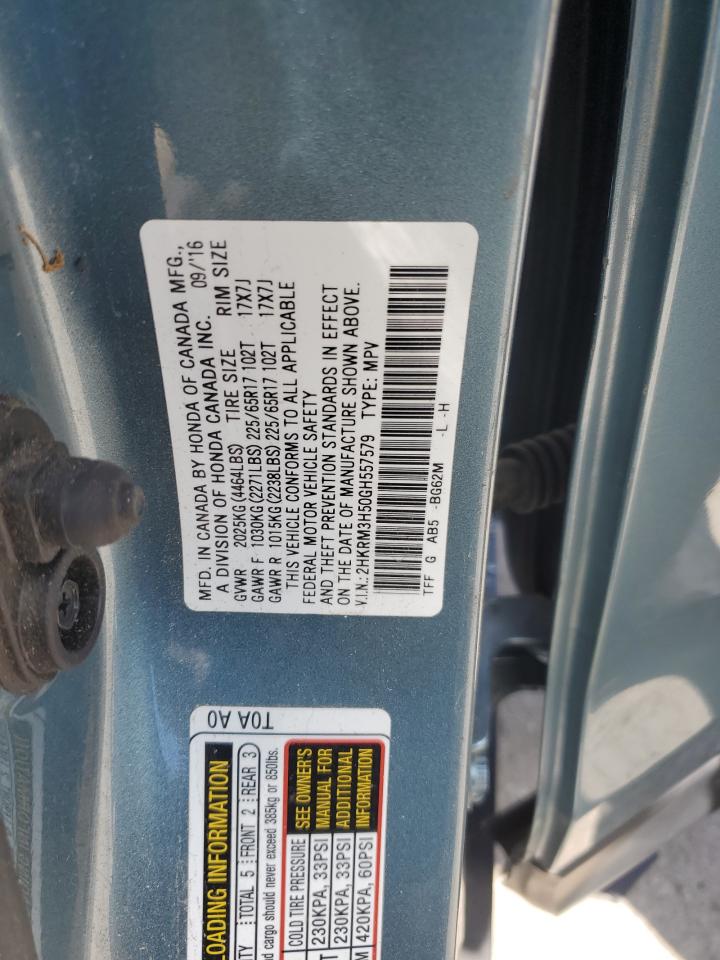 MFD. IN CANADA BY HONDA OF CANADA MFG.,
A DIVISION OF HONDA CANADA INC. 09/'16
GVWR 2025KG(4464LBS) TIRE SIZE RIM SIZE
GAWR F 1030KG(2271LBS) 225/65R17 102T 17X7J
GAWR R 1015KG(2238LBS) 225/65R17 102T 17X7J
THIS VEHICLE CONFORMS TO ALL APPLICABLE
FEDERAL MOTOR VEHICLE SAFETY
AND THEFT PREVENTION STANDARDS IN EFFECT
ON THE DATE OF MANUFACTURE SHOWN ABOVE.
V.I.N.: 2HKRM3H50GH557579 TYPE: MPV
TFF G AB5 -BG62M -L -H
T0A A0
LOADING INFORMATION
TOTAL 5 FRONT 2 REAR 3
nd cargo should never exceed 385kg or 850lbs.
COLD TIRE PRESSURE
230KPA, 33PSI
230KPA, 33PSI
420KPA, 60PSI
SEE OWNER'S
MANUAL FOR
ADDITIONAL
INFORMATION